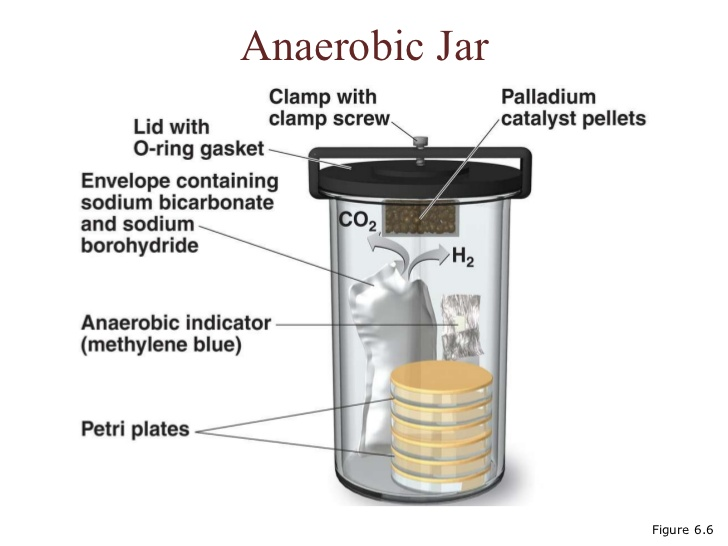 Anaerobic Jar
Clamp with
clamp screw
Palladium
catalyst pellets
Lid with
O-ring gasket
Envelope containing
sodium bicarbonate
and sodium
borohydride
CO2
H2
Anaerobic indicator
(methylene blue)
Petri plates
Figure 6.6